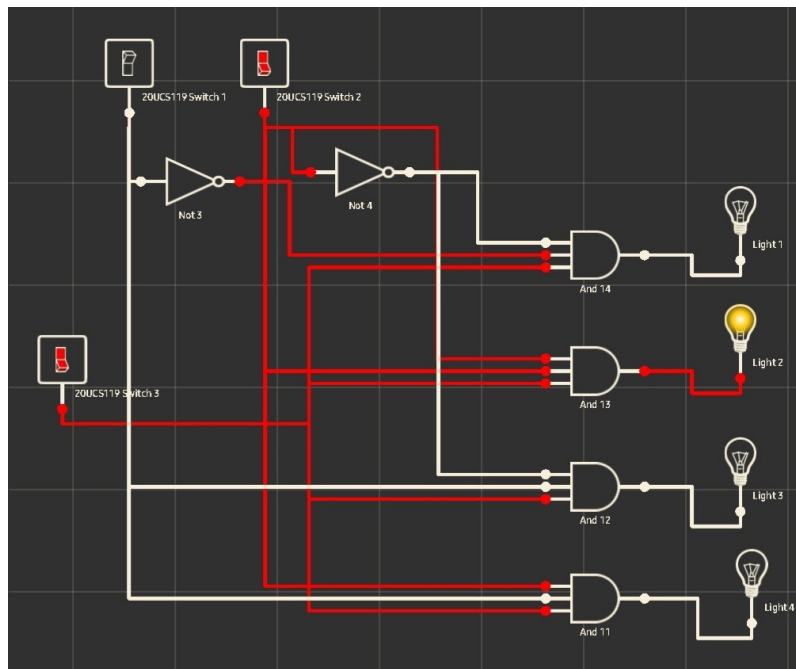 20UCS119 Switch 1
20UCS119 Switch 2
Not 3
Not 4
Light 1
And 14
Light 2
20UCS119 Switch 3
And 13
Light 3
And 12
Light 4
And 11